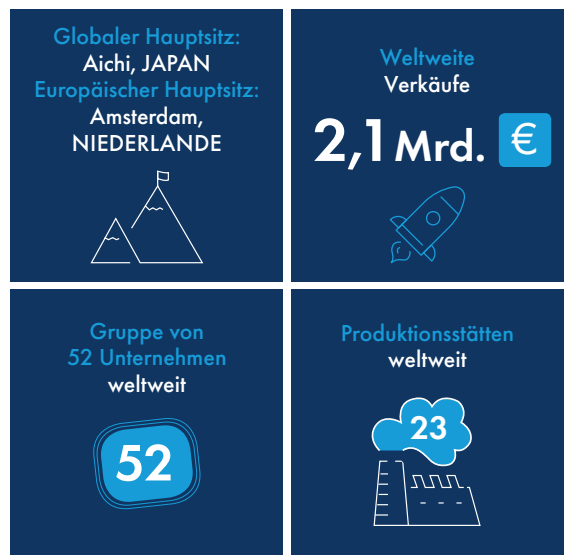 Globaler Hauptsitz:
Aichi, JAPAN
Europäischer Hauptsitz:
Amsterdam,
NIEDERLANDE
Weltweite
Verkäufe
2,1 Mrd. €
Gruppe von
52 Unternehmen
weltweit
52
Produktionsstätten
weltweit
23